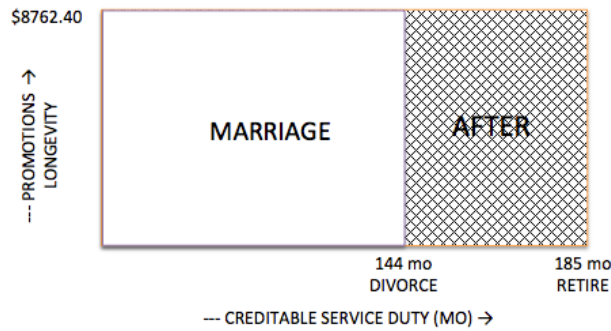 $8762.40
--- PROMOTIONS →
LONGEVITY
MARRIAGE
AFTER
144 mo
DIVORCE
185 mo
RETIRE
--- CREDITABLE SERVICE DUTY (MO) →